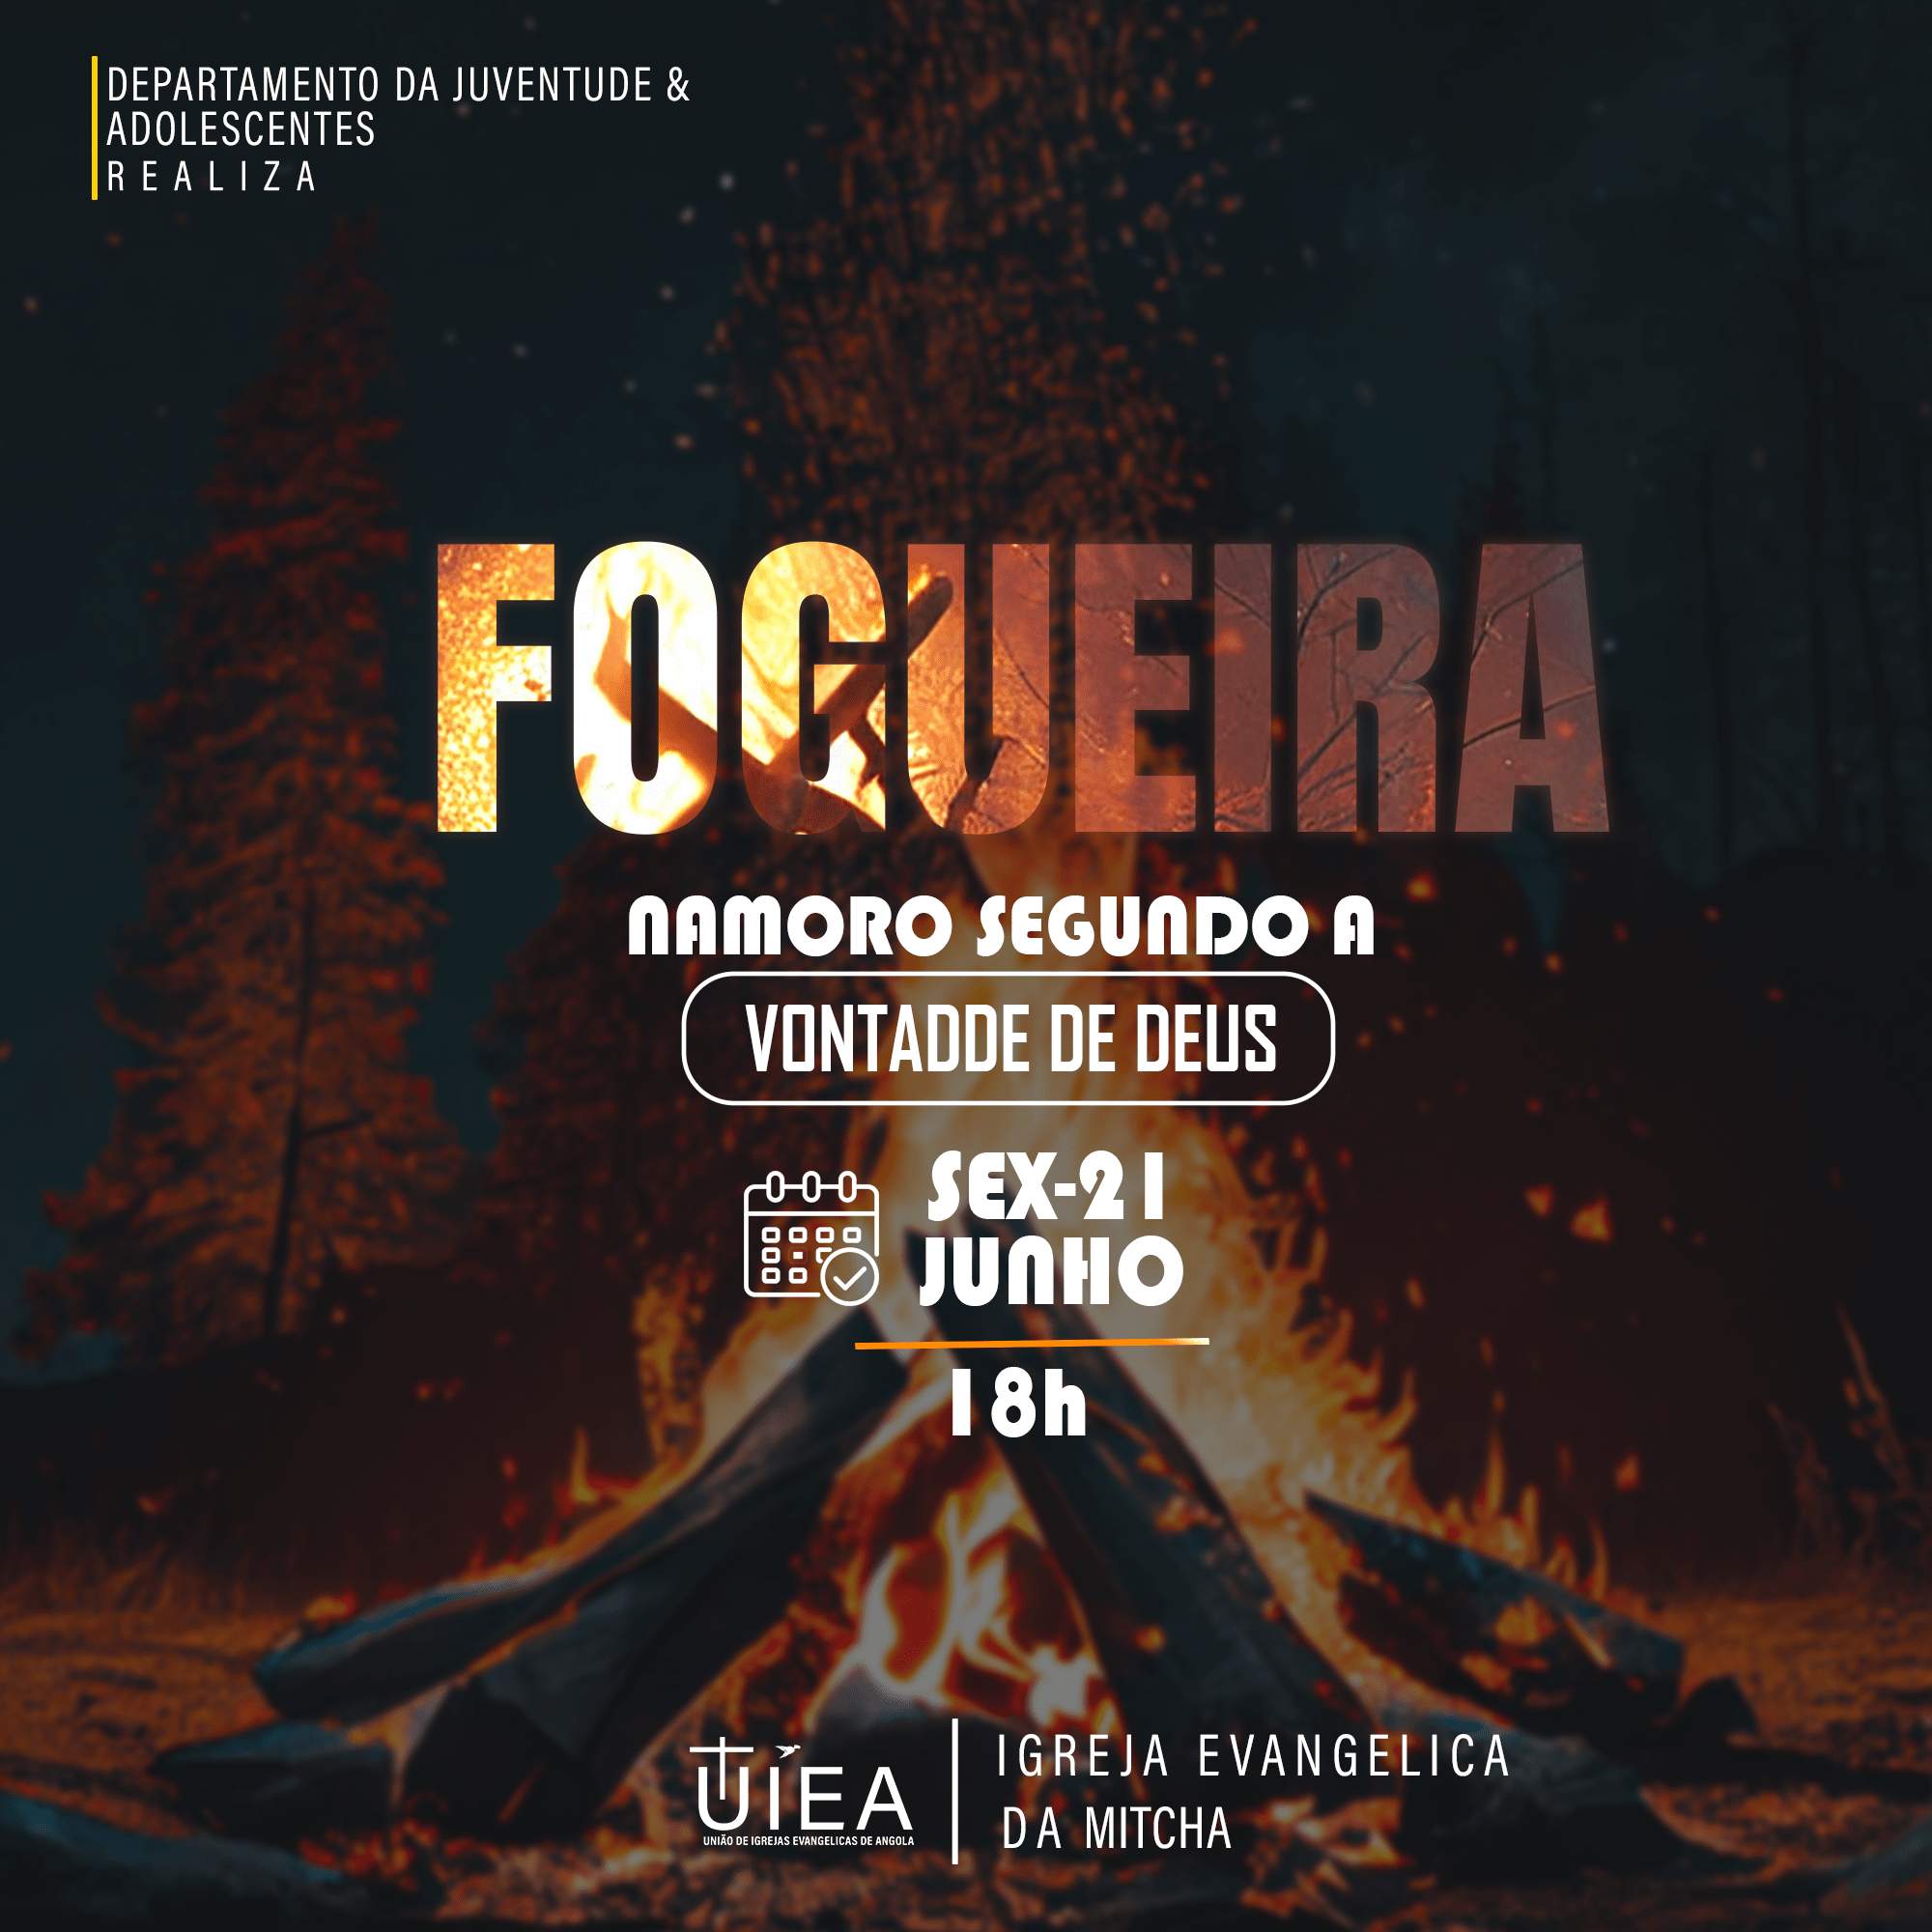 DEPARTAMENTO DA JUVENTUDE &
ADOLESCENTES
REALIZA
FOGUEIRA
NAMORO SEGUNDO A
VONTADDE DE DEUS
SEX-21
JUNHO
18h
UIEA
UNIÃO DE IGREJAS EVANGELICAS DE ANGOLA
IGREJA EVANGELICA
DA MITCHA